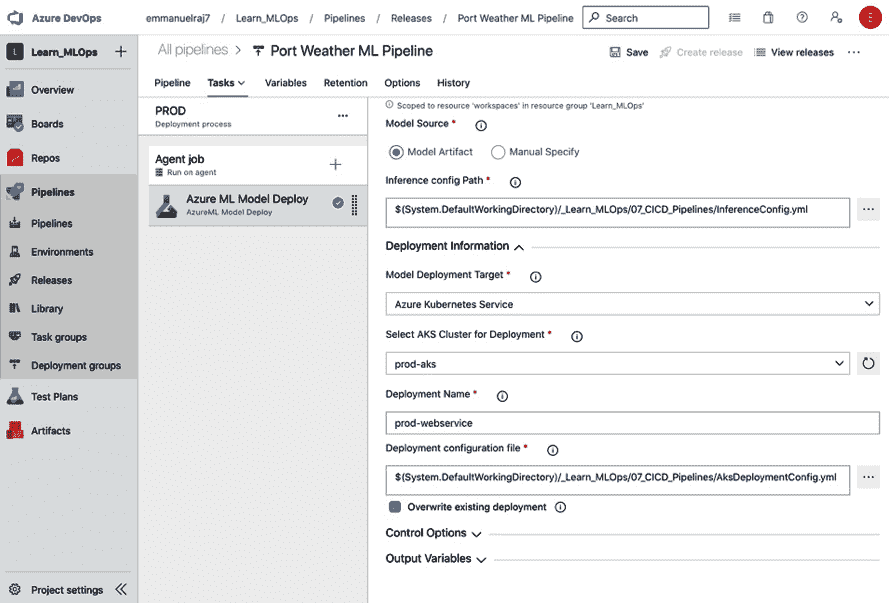 Azure DevOps
emmanuelraj7 / Learn_MLOps / Pipelines / Releases / Port Weather ML Pipeline
Search
L Learn_MLOps +
Overview
Boards
Repos
Pipelines
Pipelines
Environments
Releases
Library
Task groups
Deployment groups
Test Plans
Artifacts
Project settings
All pipelines > Port Weather ML Pipeline
Save
Create release
View releases
...
Pipeline
Tasks
Variables
Retention
Options
History
PROD
...
Deployment process
Agent job
Run on agent
+
Azure ML Model Deploy
AzureML Model Deploy
Scoped to resource 'workspaces' in resource group 'Learn_MLOps'
Model Source *
Model Artifact
Manual Specify
Inference config Path *
$(System.DefaultWorkingDirectory)/_Learn_MLOps/07_CICD_Pipelines/InferenceConfig.yml
...
Deployment Information
Model Deployment Target *
Azure Kubernetes Service
Select AKS Cluster for Deployment *
prod-aks
Deployment Name *
prod-webservice
Deployment configuration file *
$(System.DefaultWorkingDirectory)/_Learn_MLOps/07_CICD_Pipelines/AksDeploymentConfig.yml
...
Overwrite existing deployment
Control Options
Output Variables